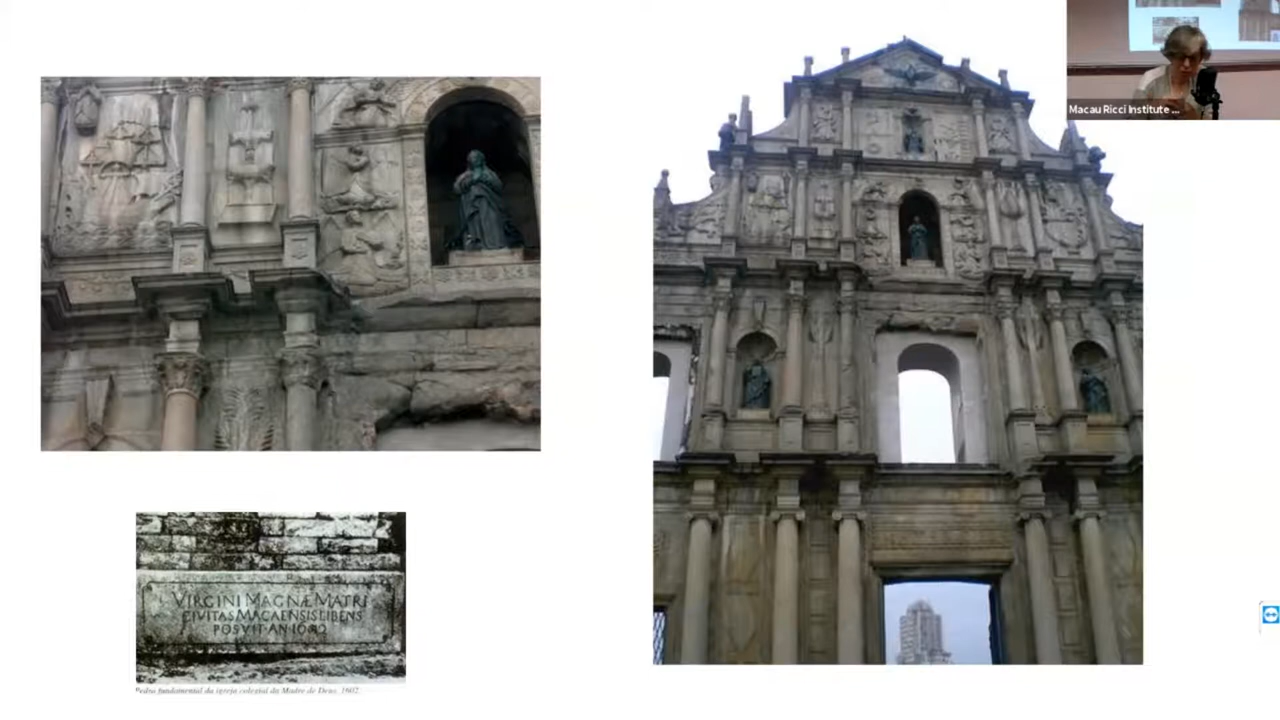 Macau Ricci Institute ...
VIRGINI MAGNÆ MATRI
CIVITAS MACAENSIS LIBENS
POSVIT AN 1602
Pedra fundamental da igreja colegial da Madre de Deus. 1602.